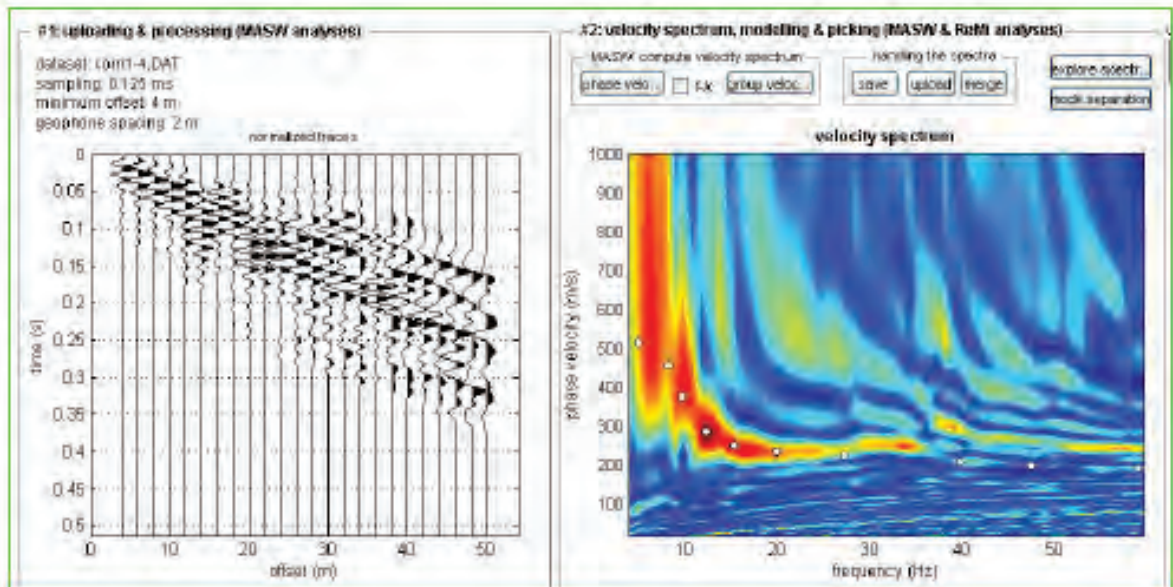 #1: uploading & processing (MASW analyses)
sampling: 0.125 ms
minimum offset: 4 m
geophone spacing: 2 m
normalized traces
0
0.05
0.1
0.15
0.2
0.25
0.3
0.35
0.4
0.45
0.5
time (s)
0 10 20 30 40 50
offset (m)
#2: velocity spectrum, modelling & picking (MASW & ReMi analyses)
MASW compute velocity spectrum
phase velo...
f-k
group veloc...
handling the spectra
save upload merge
explore spectr...
mode separation
velocity spectrum
1000
900
800
700
600
500
400
300
200
100
phase velocity (m/s)
10 20 30 40 50
frequency (Hz)